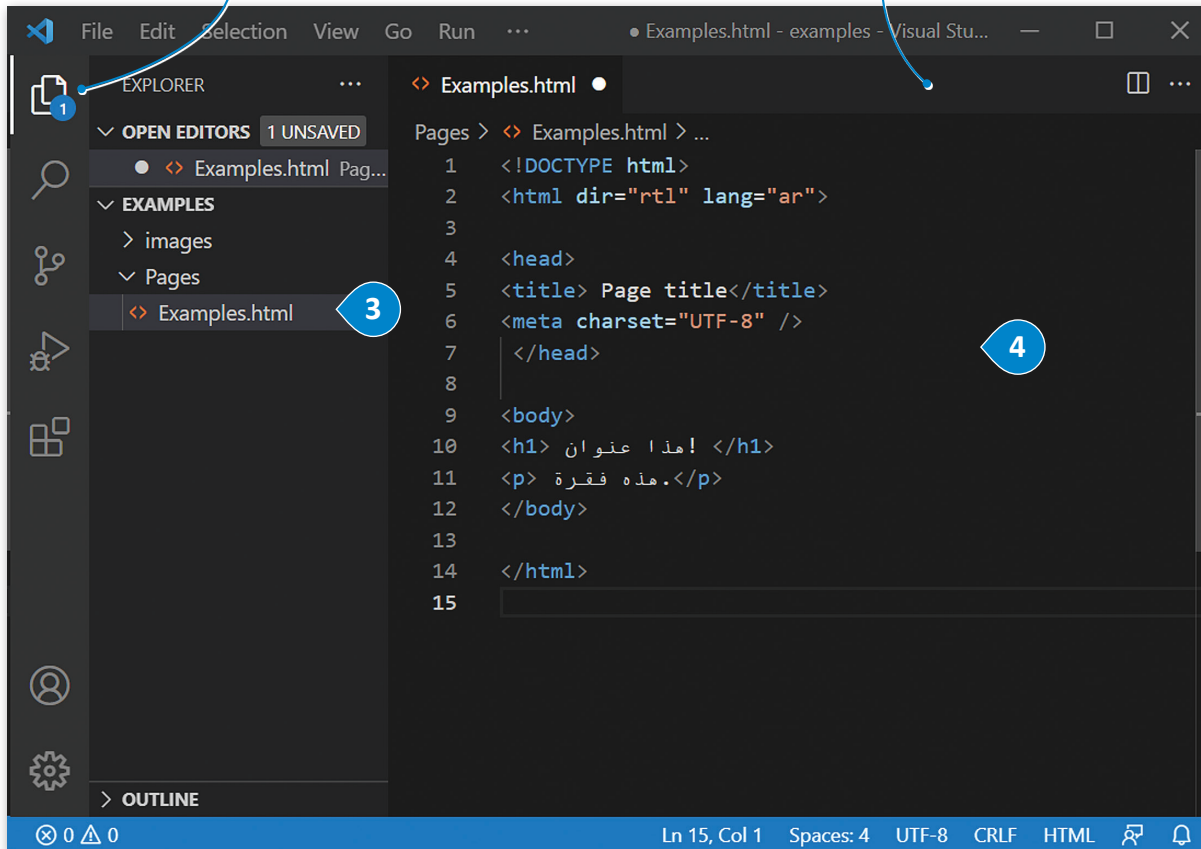 File Edit Selection View Go Run ··· ● Examples.html - examples - Visual Stu...
EXPLORER ···
1
OPEN EDITORS 1 UNSAVED
● <> Examples.html Pag...
EXAMPLES
> images
Pages
<> Examples.html
3
<> Examples.html ●
Pages > <> Examples.html > ...
1 <!DOCTYPE html>
2 <html dir="rtl" lang="ar">
3
4 <head>
5 <title> Page title</title>
6 <meta charset="UTF-8" />
7 </head>
8
9 <body>
10 <h1> هذا عنوان! </h1>
11 <p> هذه فقرة.</p>
12 </body>
13
14 </html>
15
4
> OUTLINE
0 0 Ln 15, Col 1 Spaces: 4 UTF-8 CRLF HTML